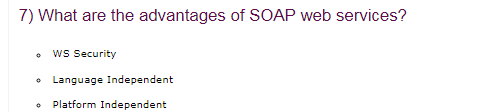 7) What are the advantages of SOAP web services?
WS Security
Language Independent
Platform Independent